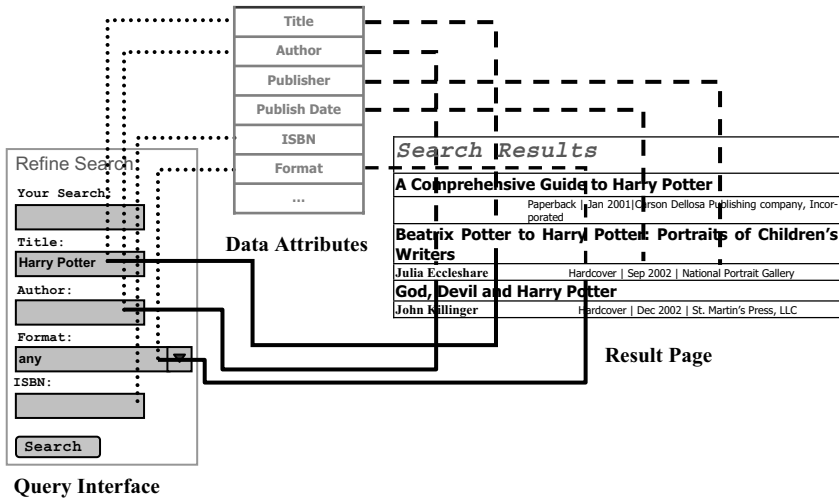 Title
Author
Publisher
Publish Date
ISBN
Format
...
Data Attributes
Refine Search
Your Search:
Title:
Harry Potter
Author:
Format:
any
ISBN:
Search
Query Interface
Search Results
A Comprehensive Guide to Harry Potter
Paperback | Jan 2001|Carson Dellosa Publishing company, Incor-
porated
Beatrix Potter to Harry Potter: Portraits of Children's
Writers
Julia Eccleshare Hardcover | Sep 2002 | National Portrait Gallery
God, Devil and Harry Potter
John Killinger Hardcover | Dec 2002 | St. Martin's Press, LLC
Result Page